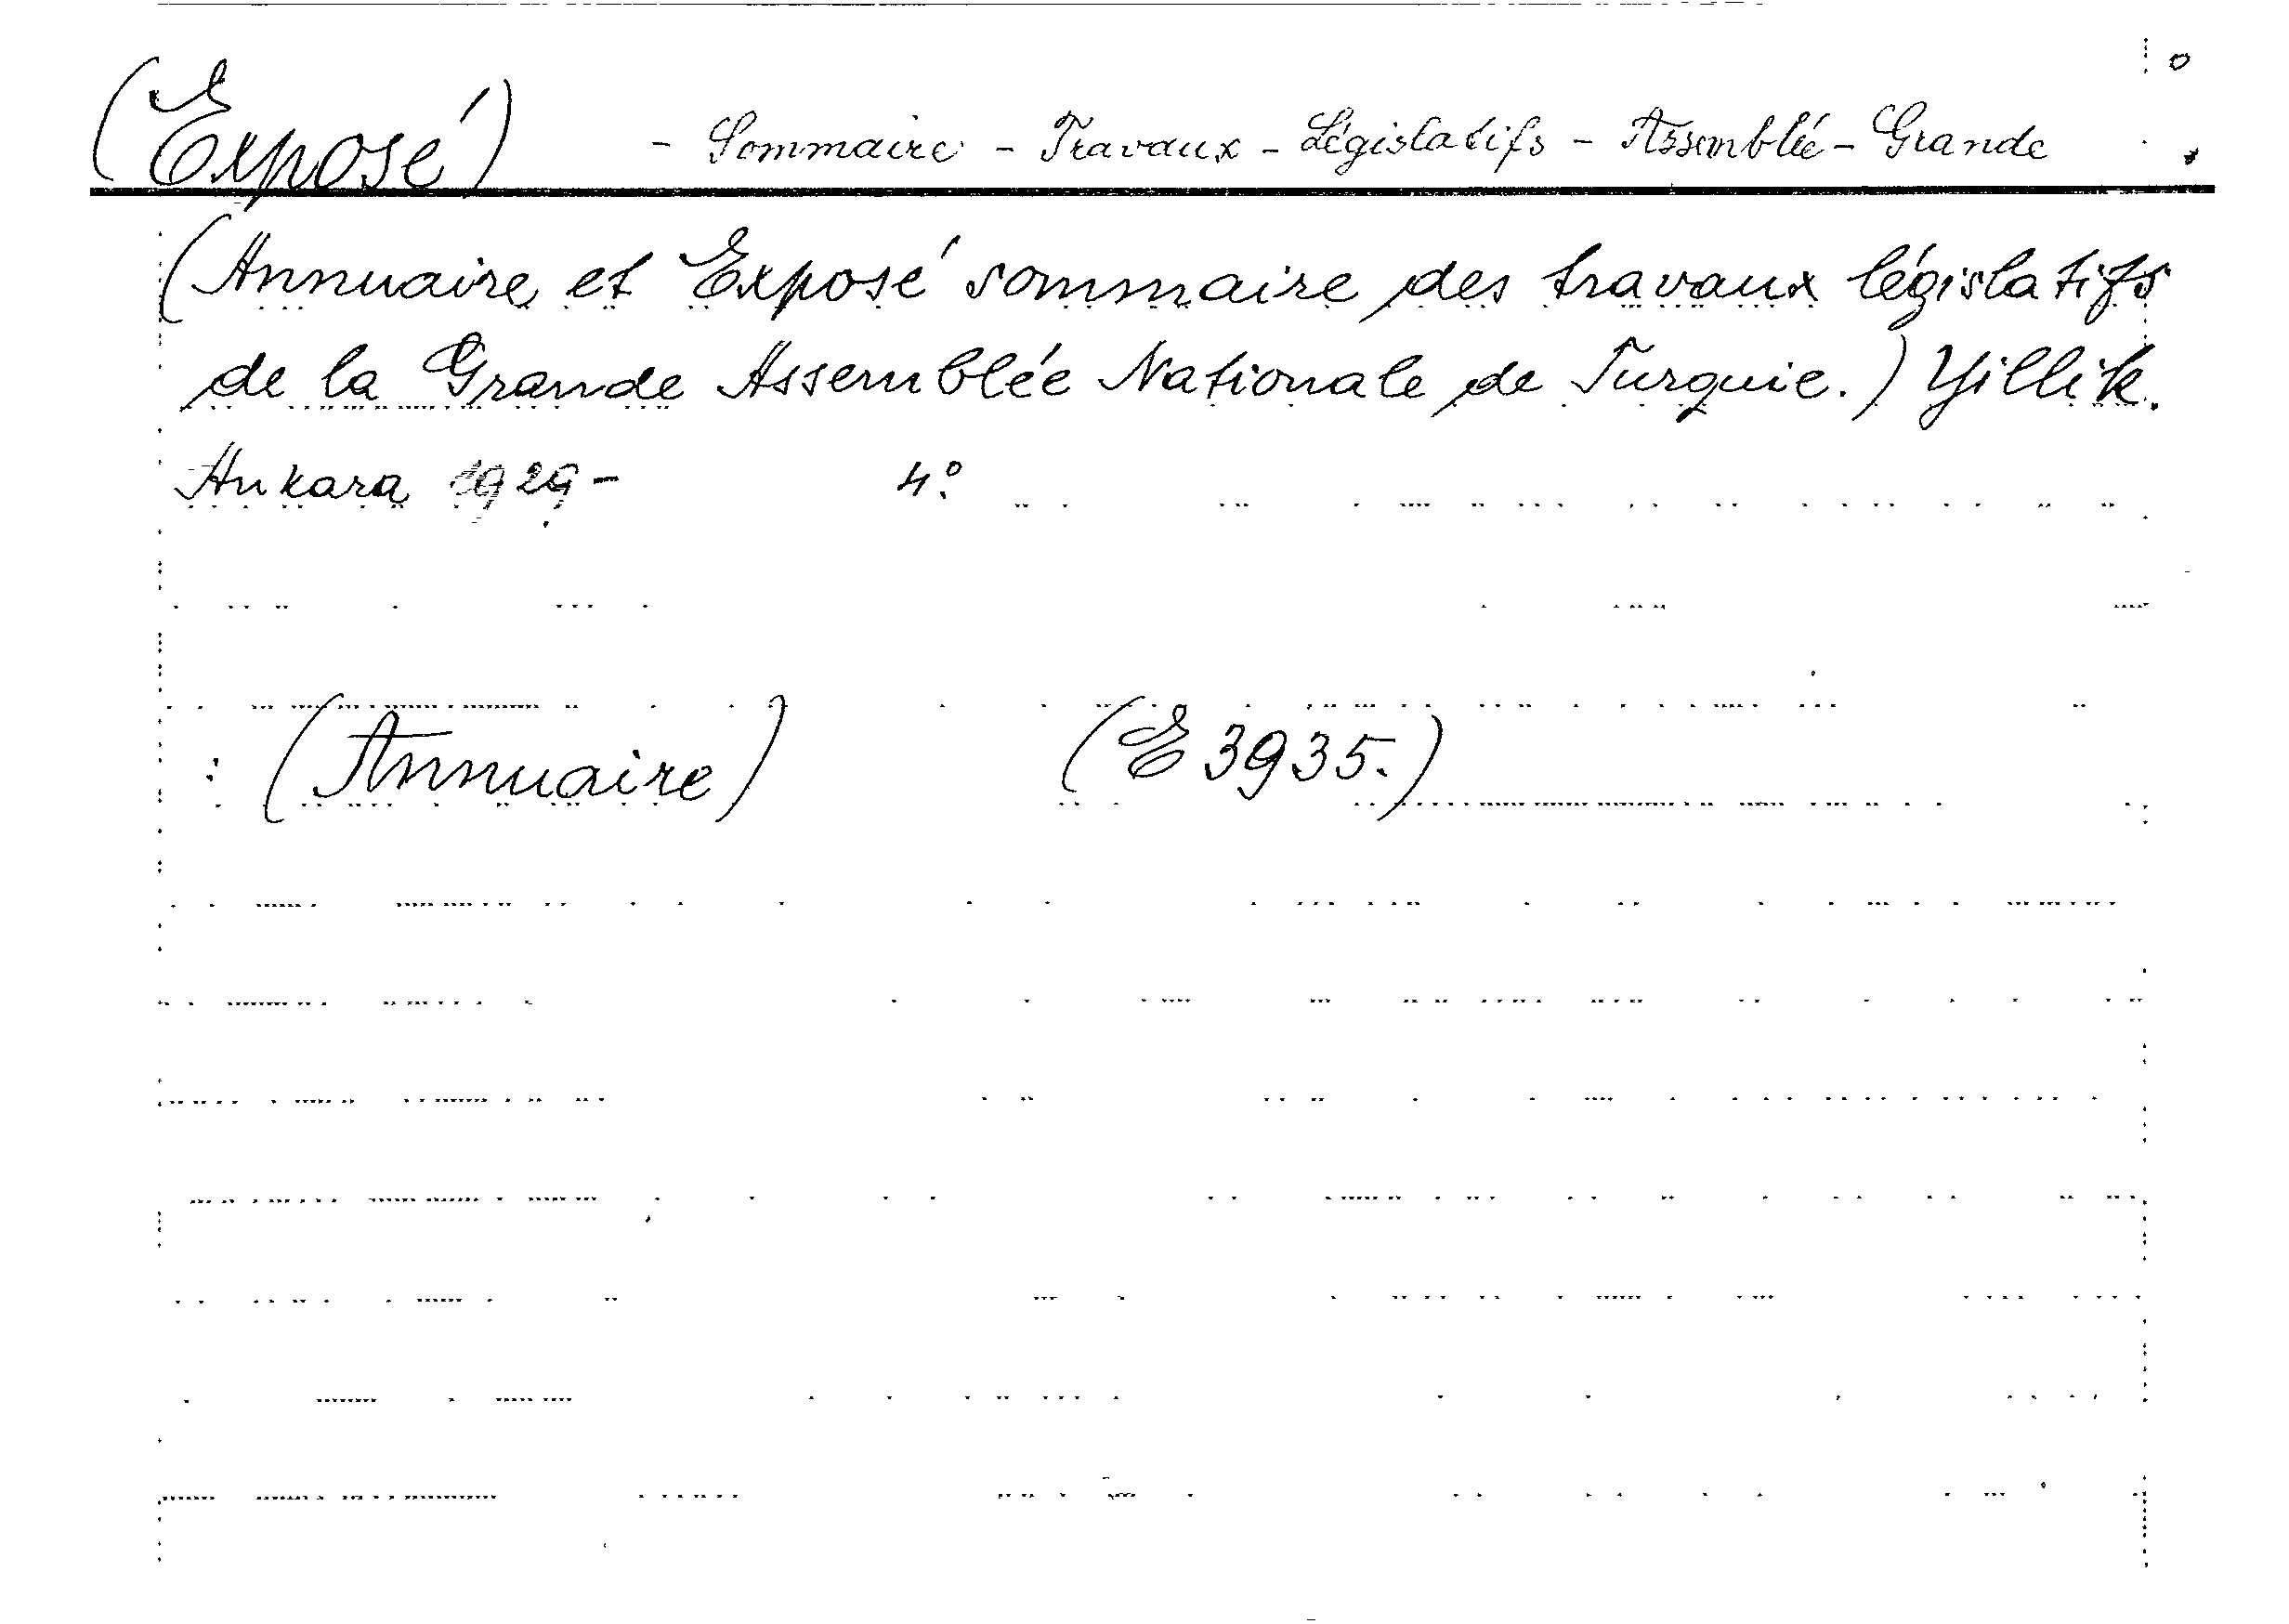 (Exposé) - Sommaire - Travaux - Législatifs - Assemblée - Grande
(Annuaire et Exposé sommaire des travaux législatifs
de la Grande Assemblée Nationale de Turquie.) Yillik.
Ankara 1929- 4:º
: (Annuaire) (E 3935.)